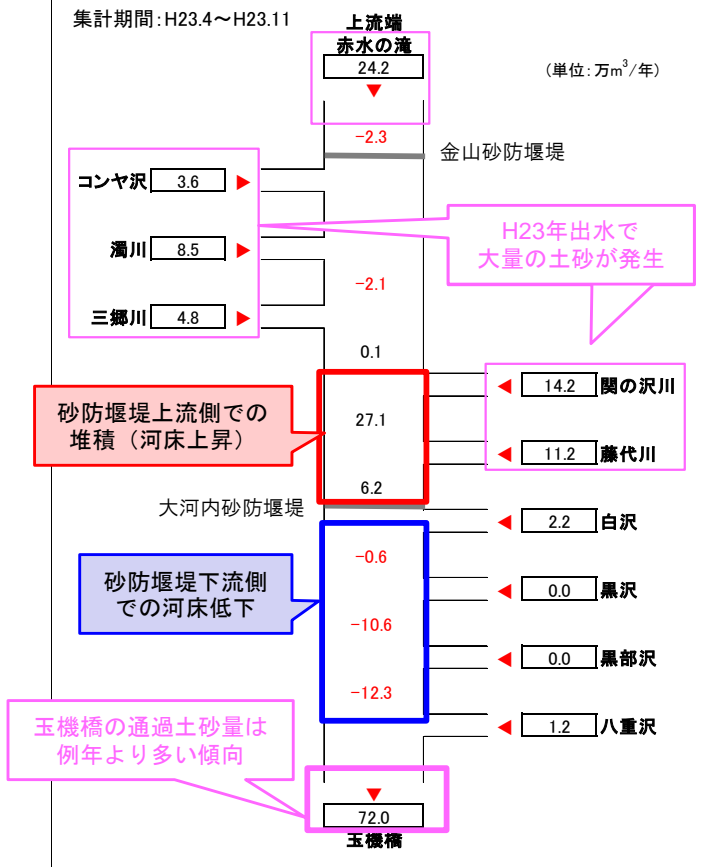 集計期間:H23.4～H23.11
上流端
赤水の滝
24.2
(単位:万m³/年)
-2.3
金山砂防堰堤
コンヤ沢 3.6
H23年出水で
大量の土砂が発生
濁川 8.5
-2.1
三郷川 4.8
0.1
14.2 関の沢川
砂防堰堤上流側での
堆積（河床上昇）
27.1
11.2 藤代川
6.2
大河内砂防堰堤
2.2 白沢
-0.6
砂防堰堤下流側
での河床低下
0.0 黒沢
-10.6
0.0 黒部沢
-12.3
玉機橋の通過土砂量は
例年より多い傾向
1.2 八重沢
72.0
玉機橋